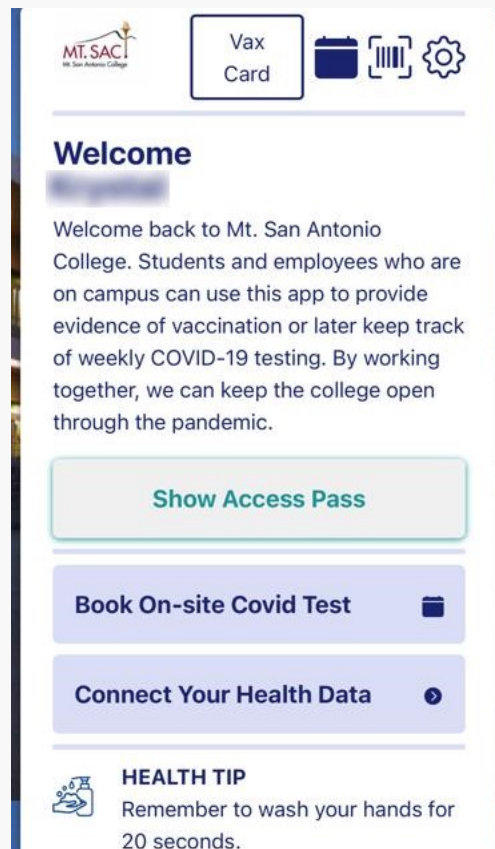 MT. SAC
Mt. San Antonio College
Vax
Card
Welcome
Welcome back to Mt. San Antonio
College. Students and employees who are
on campus can use this app to provide
evidence of vaccination or later keep track
of weekly COVID-19 testing. By working
together, we can keep the college open
through the pandemic.
Show Access Pass
Book On-site Covid Test
Connect Your Health Data
HEALTH TIP
Remember to wash your hands for
20 seconds.